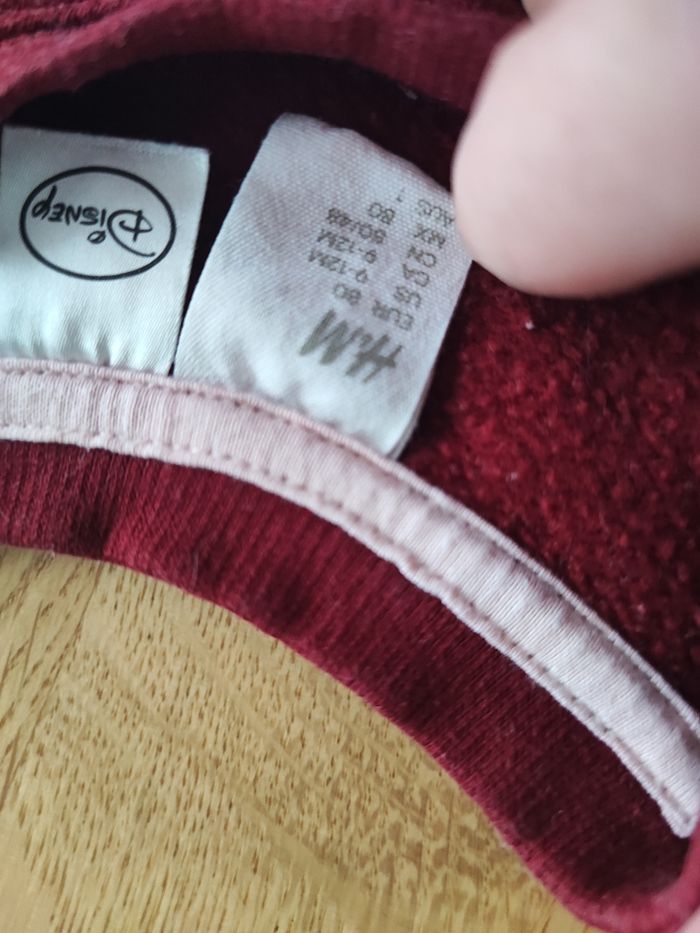 Disney
H&M
EUR 80
US 9-12M
CA 9-12M
CN 80/48
MX 80
AUS 1